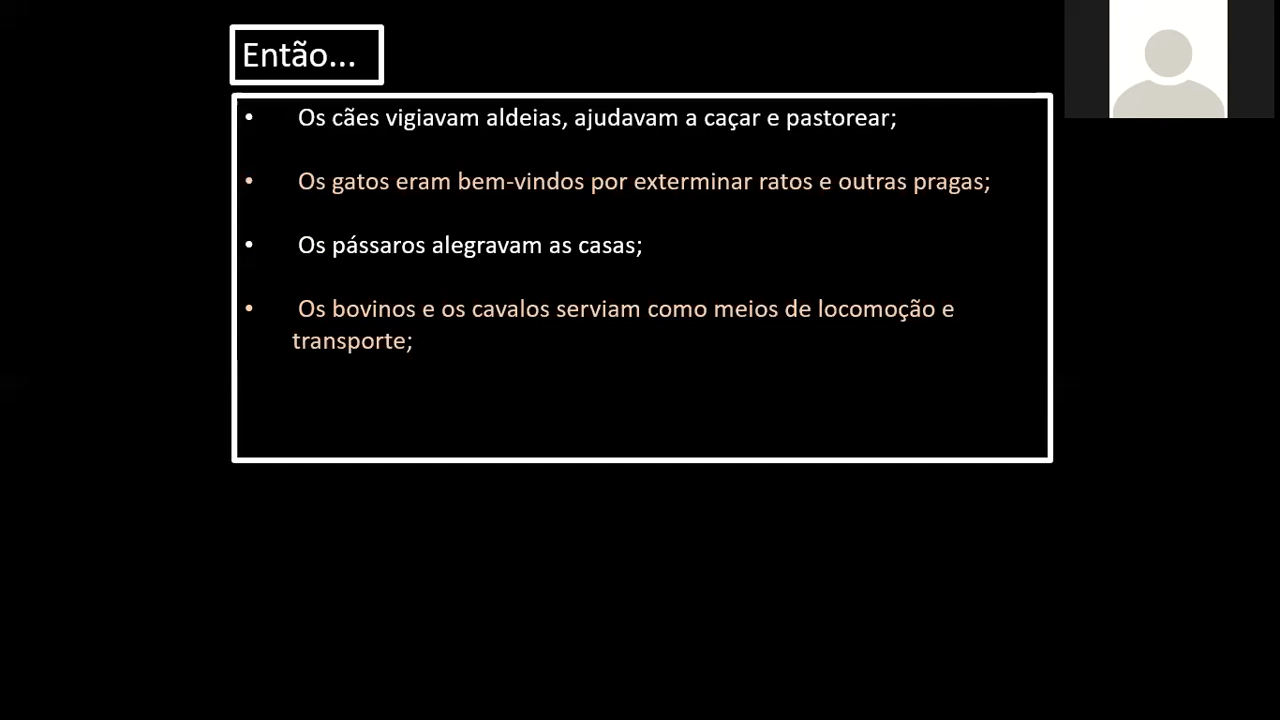 Então...
• Os cães vigiavam aldeias, ajudavam a caçar e pastorear;
• Os gatos eram bem-vindos por exterminar ratos e outras pragas;
• Os pássaros alegravam as casas;
• Os bovinos e os cavalos serviam como meios de locomoção e
transporte;